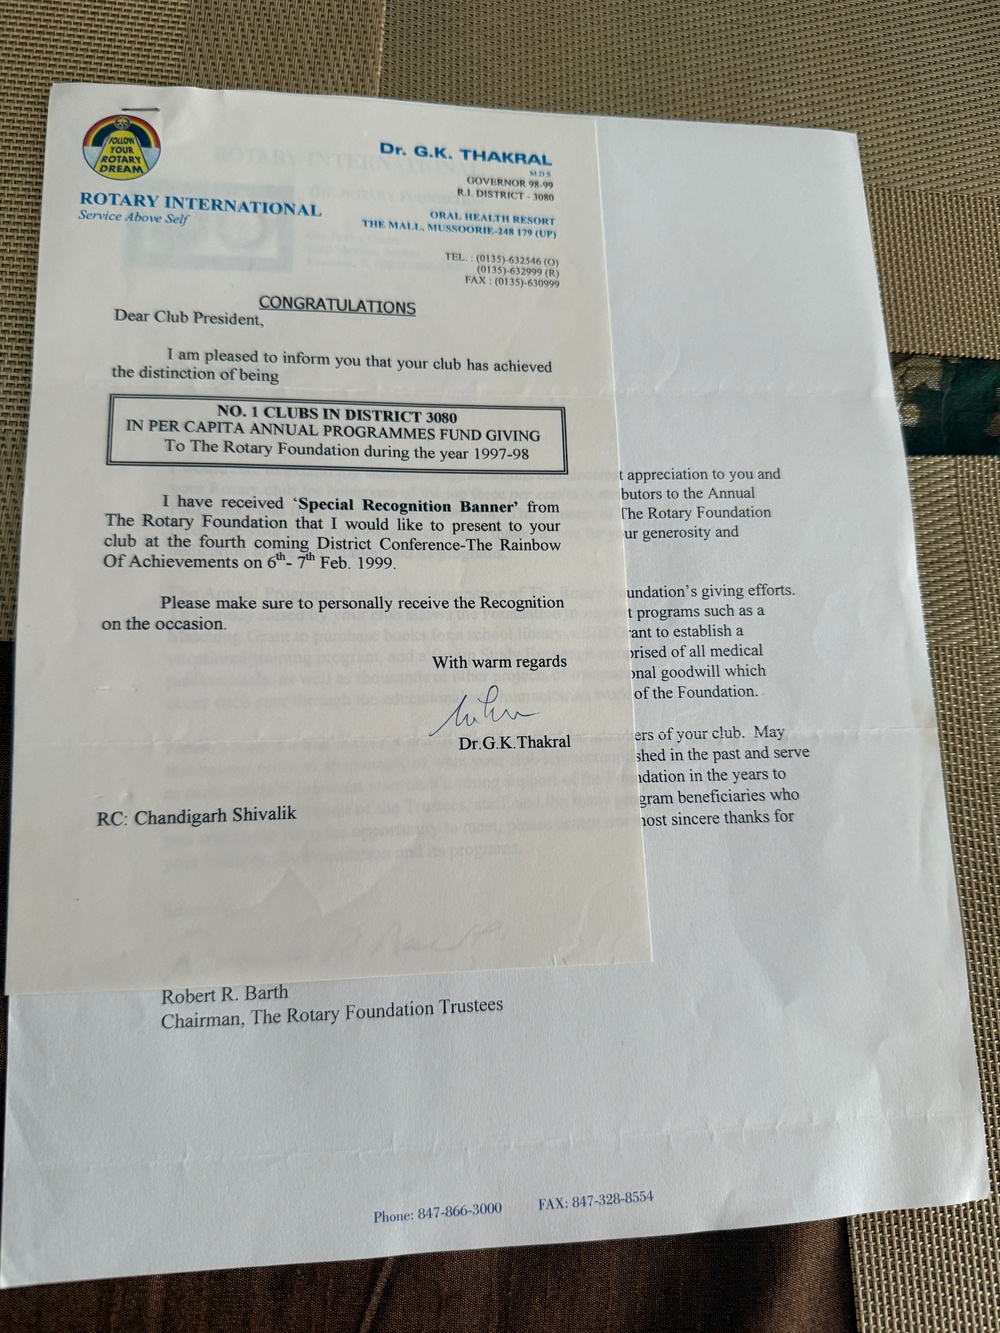 FOLLOW
YOUR
ROTARY
DREAM
ROTARY INTERNATIONAL
Service Above Self
Dr. G.K. THAKRAL
M.D.S
GOVERNOR 98-99
R.I. DISTRICT - 3080
ORAL HEALTH RESORT
THE MALL, MUSSOORIE-248 179 (UP)
TEL. : (0135)-632546 (O)
(0135)-632999 (R)
FAX : (0135)-630999
CONGRATULATIONS
Dear Club President,
I am pleased to inform you that your club has achieved
the distinction of being
NO. 1 CLUBS IN DISTRICT 3080
IN PER CAPITA ANNUAL PROGRAMMES FUND GIVING
To The Rotary Foundation during the year 1997-98
I have received ‘Special Recognition Banner’ from
The Rotary Foundation that I would like to present to your
club at the fourth coming District Conference-The Rainbow
Of Achievements on 6th- 7th Feb. 1999.
Please make sure to personally receive the Recognition
on the occasion.
With warm regards
Dr.G.K.Thakral
RC: Chandigarh Shivalik
t appreciation to you and
butors to the Annual
The Rotary Foundation
ur generosity and
undation’s giving efforts.
t programs such as a
ant to establish a
prised of all medical
onal goodwill which
of the Foundation.
ers of your club. May
shed in the past and serve
ndation in the years to
gram beneficiaries who
nost sincere thanks for
Robert R. Barth
Chairman, The Rotary Foundation Trustees
Phone: 847-866-3000 FAX: 847-328-8554